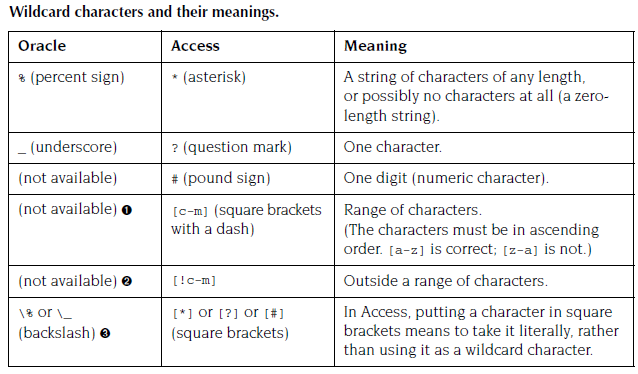 Wildcard characters and their meanings.
Oracle Access Meaning
% (percent sign) * (asterisk) A string of characters of any length,
or possibly no characters at all (a zero-
length string).
_ (underscore) ? (question mark) One character.
(not available) # (pound sign) One digit (numeric character).
(not available) ❶ [c-m] (square brackets
with a dash) Range of characters.
(The characters must be in ascending
order. [a-z] is correct; [z-a] is not.)
(not available) ❷ [!c-m] Outside a range of characters.
\% or \_
(backslash) ❸ [*] or [?] or [#]
(square brackets) In Access, putting a character in square
brackets means to take it literally, rather
than using it as a wildcard character.